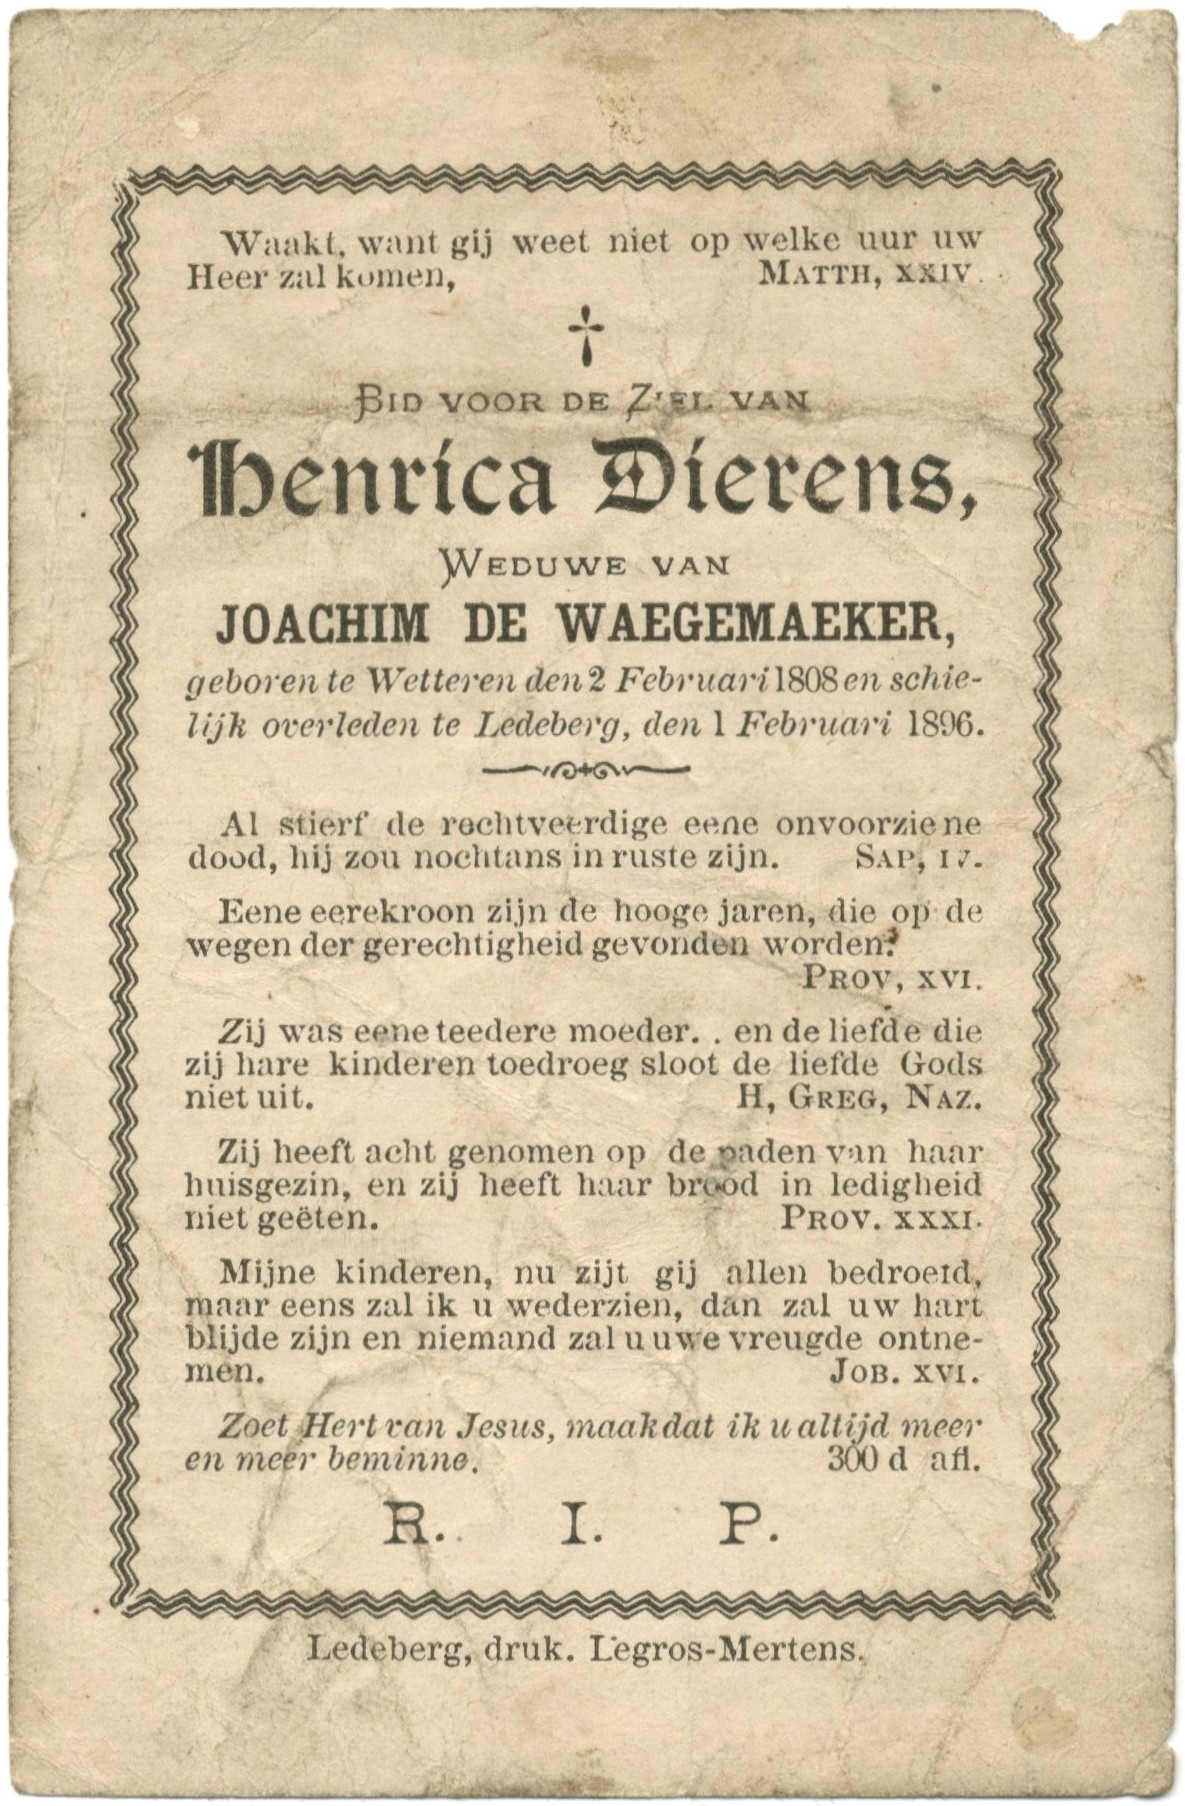 Waakt, want gij weet niet op welke uur uw
Heer zal komen, MATTH, XXIV.
†
BID VOOR DE ZIEL VAN
Henrica Dierens,
WEDUWE VAN
JOACHIM DE WAEGEMAEKER,
geboren te Wetteren den 2 Februari 1808 en schie-
lijk overleden te Ledeberg, den 1 Februari 1896.
Al stierf de rechtveerdige eene onvoorziene
dood, hij zou nochtans in ruste zijn. SAP, IV.
Eene eerekroon zijn de hooge jaren, die op de
wegen der gerechtigheid gevonden worden.
PROV, XVI.
Zij was eene teedere moeder. . en de liefde die
zij hare kinderen toedroeg sloot de liefde Gods
niet uit. H, GREG, NAZ.
Zij heeft acht genomen op de paden van haar
huisgezin, en zij heeft haar brood in ledigheid
niet geëten. PROV. XXXI.
Mijne kinderen, nu zijt gij allen bedroefd,
maar eens zal ik u wederzien, dan zal uw hart
blijde zijn en niemand zal u uwe vreugde ontne-
men. JOB. XVI.
Zoet Hert van Jesus, maak dat ik u altijd meer
en meer beminne. 300 d afl.
R. I. P.
Ledeberg, druk. Legros-Mertens.